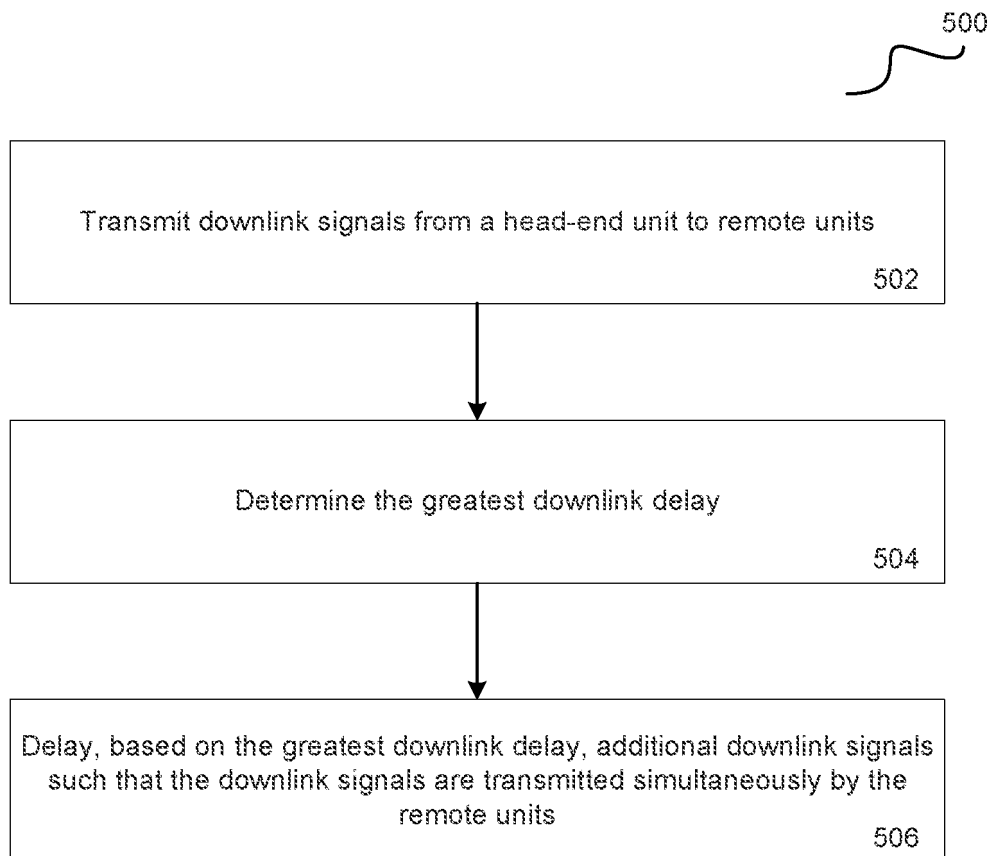 500
Transmit downlink signals from a head-end unit to remote units
502
Determine the greatest downlink delay
504
Delay, based on the greatest downlink delay, additional downlink signals
such that the downlink signals are transmitted simultaneously by the
remote units
506